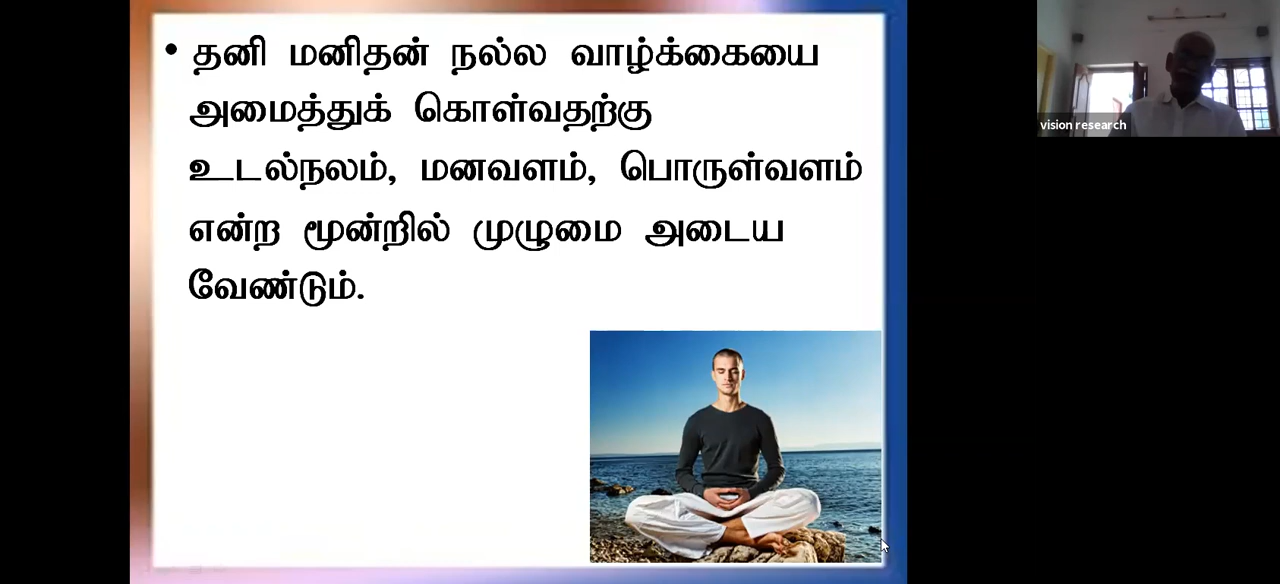 • தனி மனிதன் நல்ல வாழ்க்கையை
அமைத்துக் கொள்வதற்கு
உடல்நலம், மனவளம், பொருள்வளம்
என்ற மூன்றில் முழுமை அடைய
வேண்டும்.
vision research